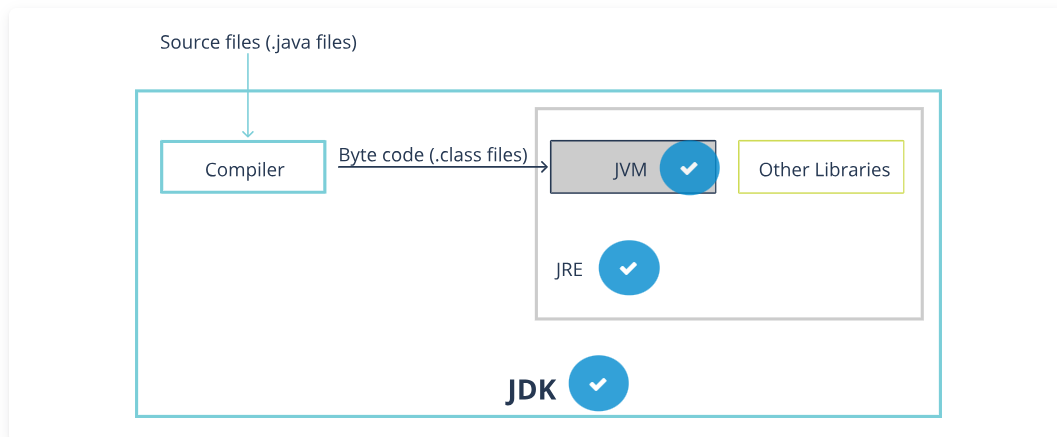 Source files (.java files)
Compiler
Byte code (.class files)
JVM
Other Libraries
JRE
JDK